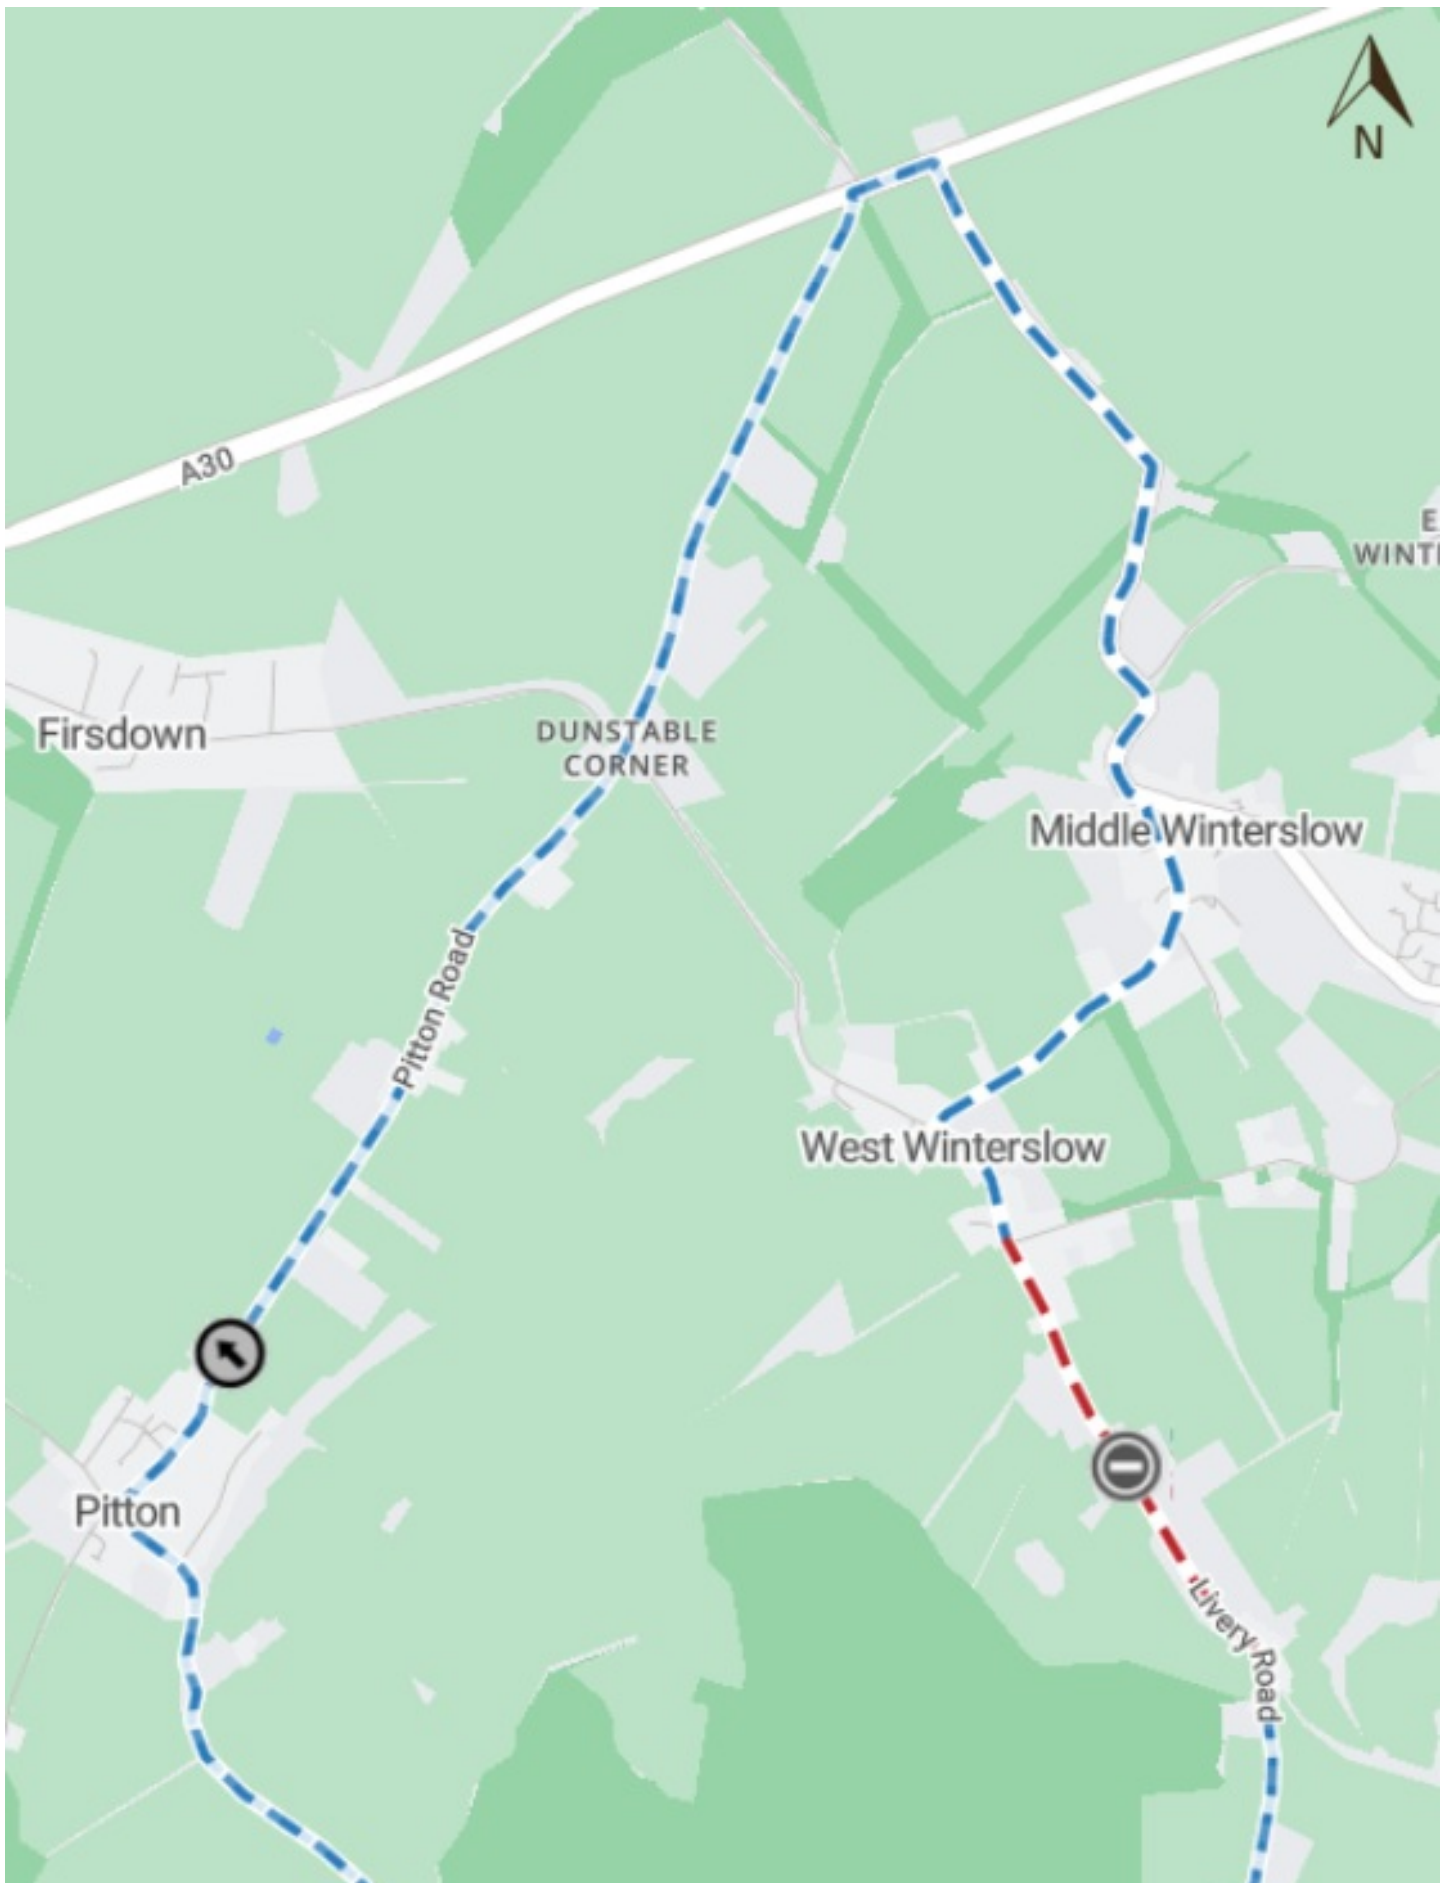 N
A30
E
WINT
Firsdown
DUNSTABLE
CORNER
Middle Winterslow
Pitton Road
West Winterslow
Pitton
Livery Road